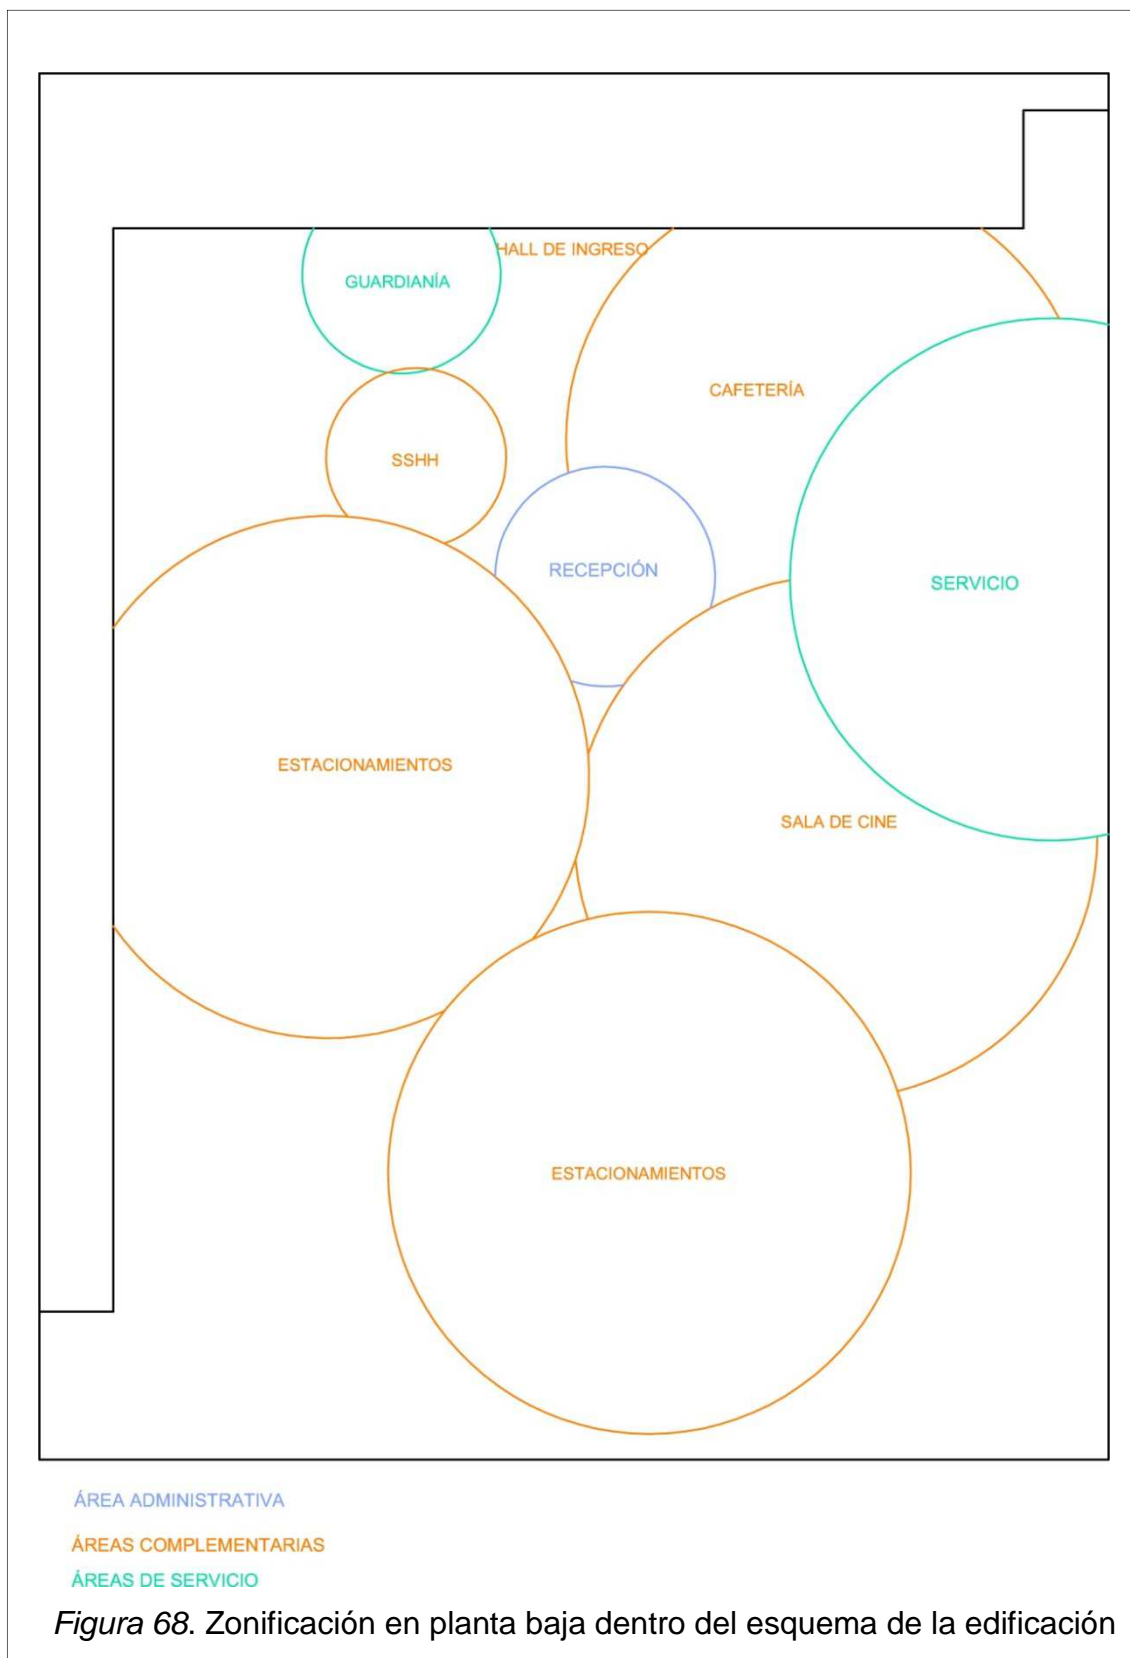 HALL DE INGRESO
GUARDIANÍA
CAFETERÍA
SSHH
RECEPCIÓN
SERVICIO
ESTACIONAMIENTOS
SALA DE CINE
ESTACIONAMIENTOS
ÁREA ADMINISTRATIVA
ÁREAS COMPLEMENTARIAS
ÁREAS DE SERVICIO
Figura 68. Zonificación en planta baja dentro del esquema de la edificación